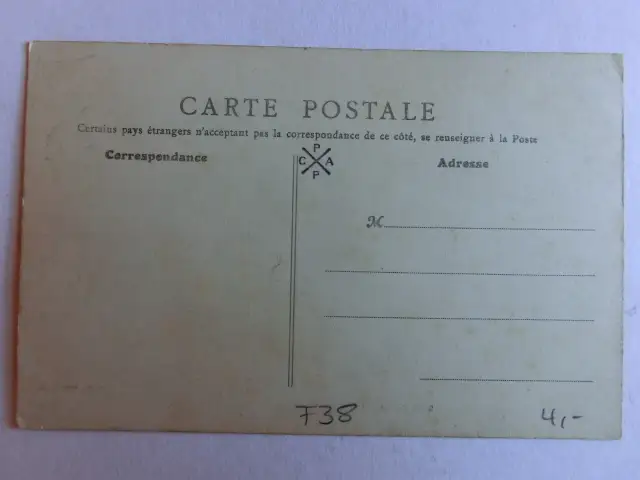 CARTE POSTALE
Certains pays étrangers n'acceptant pas la correspondance de ce côté, se renseigner à la Poste
Correspondance
P
C A
P
Adresse
M
F38
4,-